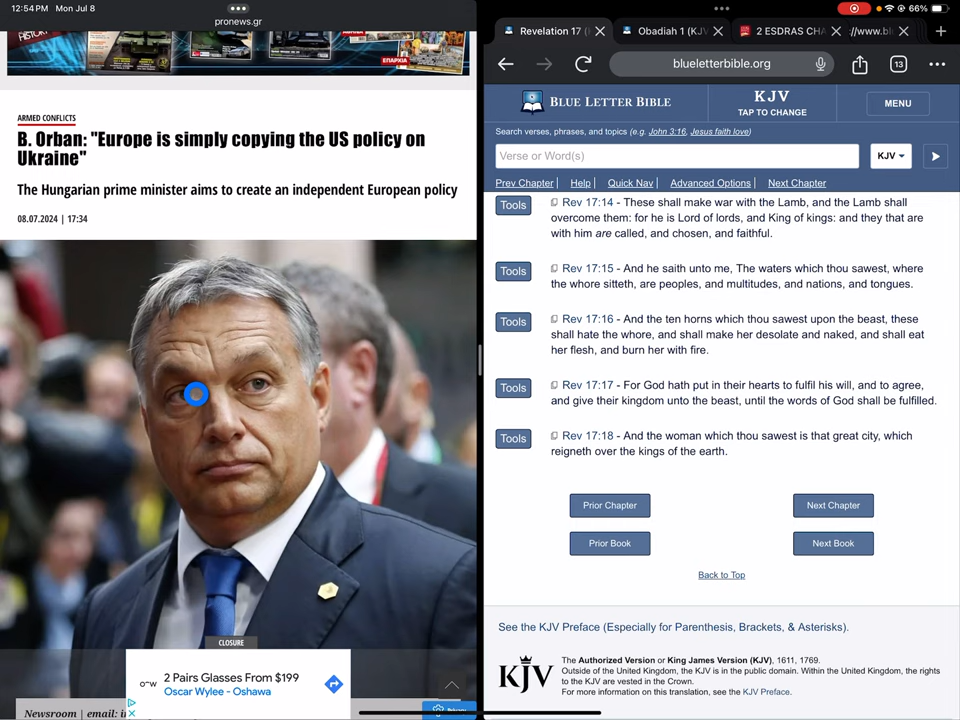 12:54 PM Mon Jul 8
pronews.gr
66%
ΕΠΑΡΧΙΑ
ARMED CONFLICTS
B. Orban: "Europe is simply copying the US policy on
Ukraine"
The Hungarian prime minister aims to create an independent European policy
08.07.2024 | 17:34
CLOSURE
2 Pairs Glasses From $199
Oscar Wylee - Oshawa
Newsroom | email:
Revelation 17
Obadiah 1 (KJV
2 ESDRAS CHA
://www.bl
blueletterbible.org
13
BLUE LETTER BIBLE
KJV
TAP TO CHANGE
MENU
Search verses, phrases, and topics (e.g. John 3:16, Jesus faith love)
Verse or Word(s)
KJV
Prev Chapter | Help | Quick Nav | Advanced Options | Next Chapter
Tools
Rev 17:14 - These shall make war with the Lamb, and the Lamb shall
overcome them: for he is Lord of lords, and King of kings: and they that are
with him are called, and chosen, and faithful.
Tools
Rev 17:15 - And he saith unto me, The waters which thou sawest, where
the whore sitteth, are peoples, and multitudes, and nations, and tongues.
Tools
Rev 17:16 - And the ten horns which thou sawest upon the beast, these
shall hate the whore, and shall make her desolate and naked, and shall eat
her flesh, and burn her with fire.
Tools
Rev 17:17 - For God hath put in their hearts to fulfil his will, and to agree,
and give their kingdom unto the beast, until the words of God shall be fulfilled.
Tools
Rev 17:18 - And the woman which thou sawest is that great city, which
reigneth over the kings of the earth.
Prior Chapter
Next Chapter
Prior Book
Next Book
Back to Top
See the KJV Preface (Especially for Parenthesis, Brackets, & Asterisks).
KJV
The Authorized Version or King James Version (KJV), 1611, 1769.
Outside of the United Kingdom, the KJV is in the public domain. Within the United Kingdom, the rights
to the KJV are vested in the Crown.
For more information on this translation, see the KJV Preface.